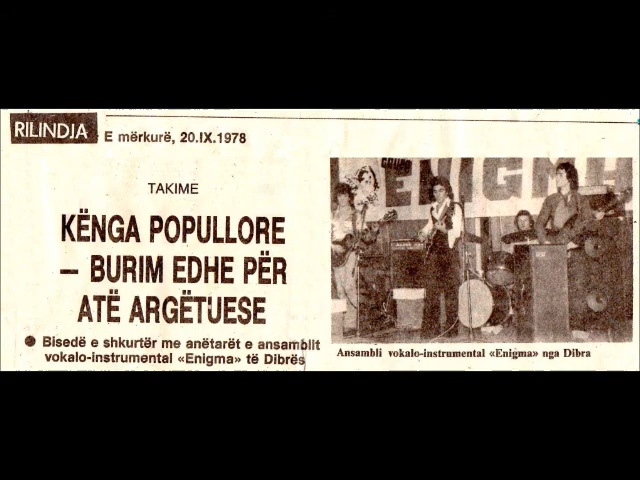 RILINDJA
E mërkurë, 20.IX.1978
TAKIME
KËNGA POPULLORE
— BURIM EDHE PËR
ATË ARGËTUESE
● Bisedë e shkurtër me anëtarët e ansamblit
vokalo-instrumental «Enigma» të Dibrës
GRUPI
ENIGMA
Ansambli vokalo-instrumental «Enigma» nga Dibra